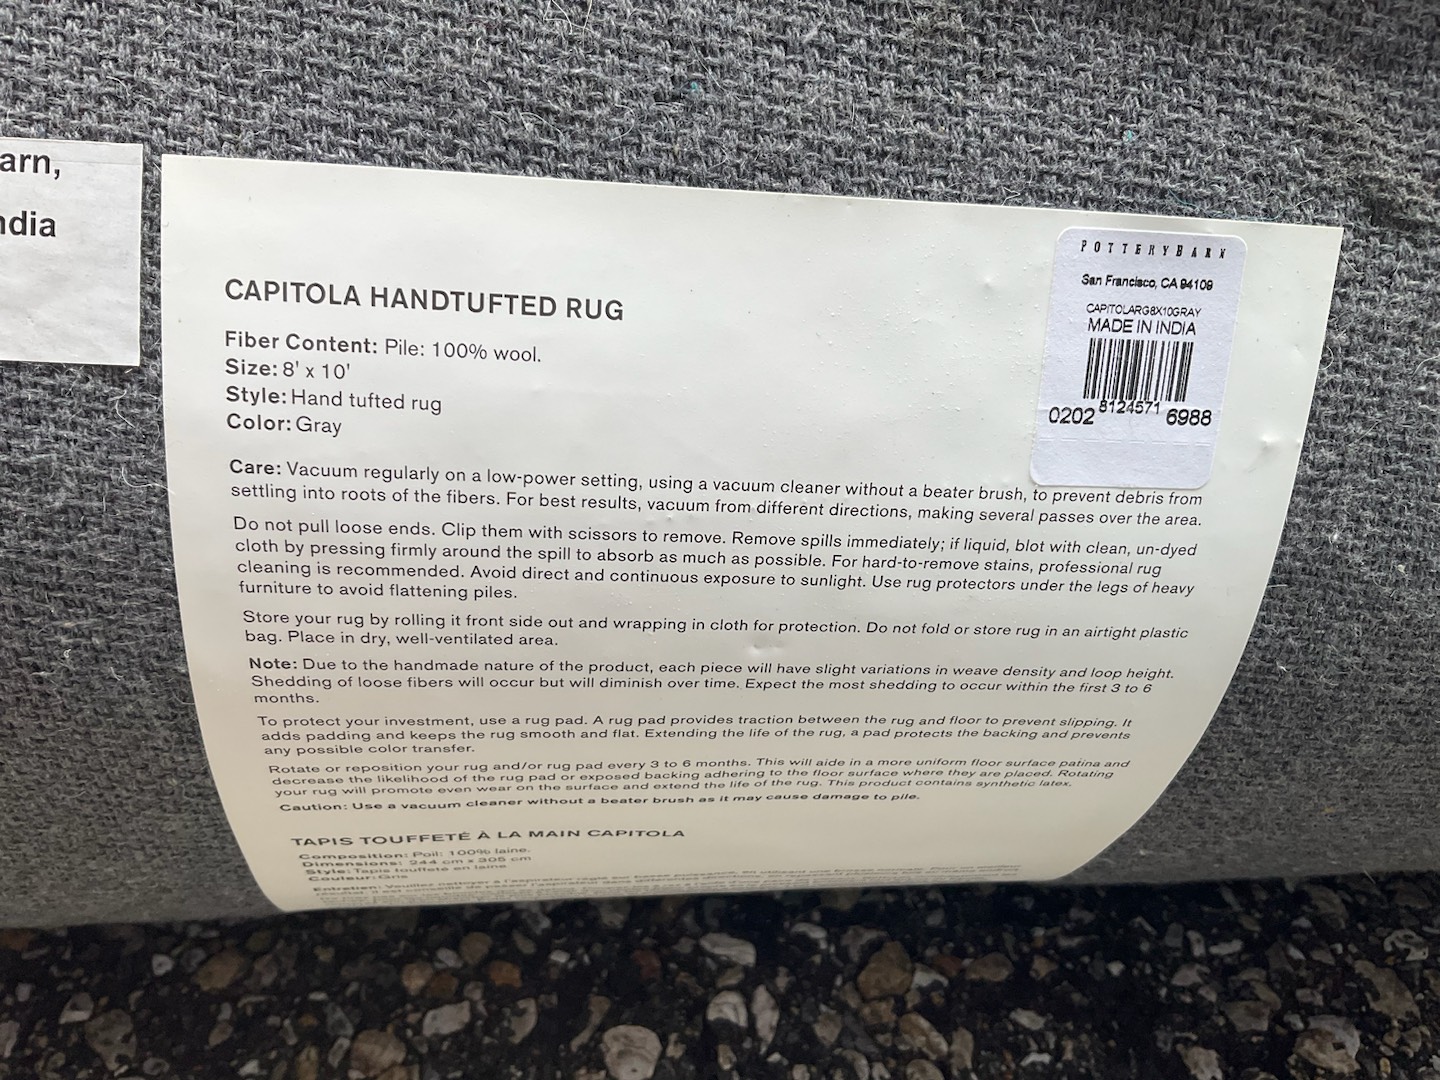 arn,
ndia
POTTERYBARN
San Francisco, CA 94109
CAPITOLARG8X10GRAY
MADE IN INDIA
0202 8124571 6988
CAPITOLA HANDTUFTED RUG
Fiber Content: Pile: 100% wool.
Size: 8' x 10'
Style: Hand tufted rug
Color: Gray
Care: Vacuum regularly on a low-power setting, using a vacuum cleaner without a beater brush, to prevent debris from
settling into roots of the fibers. For best results, vacuum from different directions, making several passes over the area.
Do not pull loose ends. Clip them with scissors to remove. Remove spills immediately; if liquid, blot with clean, un-dyed
cloth by pressing firmly around the spill to absorb as much as possible. For hard-to-remove stains, professional rug
cleaning is recommended. Avoid direct and continuous exposure to sunlight. Use rug protectors under the legs of heavy
furniture to avoid flattening piles.
Store your rug by rolling it front side out and wrapping in cloth for protection. Do not fold or store rug in an airtight plastic
bag. Place in dry, well-ventilated area.
Note: Due to the handmade nature of the product, each piece will have slight variations in weave density and loop height.
Shedding of loose fibers will occur but will diminish over time. Expect the most shedding to occur within the first 3 to 6
months.
To protect your investment, use a rug pad. A rug pad provides traction between the rug and floor to prevent slipping. It
adds padding and keeps the rug smooth and flat. Extending the life of the rug, a pad protects the backing and prevents
any possible color transfer.
Rotate or reposition your rug and/or rug pad every 3 to 6 months. This will aide in a more uniform floor surface patina and
decrease the likelihood of the rug pad or exposed backing adhering to the floor surface where they are placed. Rotating
your rug will promote even wear on the surface and extend the life of the rug. This product contains synthetic latex.
Caution: Use a vacuum cleaner without a beater brush as it may cause damage to pile.
TAPIS TOUFFETÉ À LA MAIN CAPITOLA
Composition: Poil: 100% laine.
Dimensions: 244 cm x 305 cm
Style: Tapis touffeté en laine
Couleur: Gris